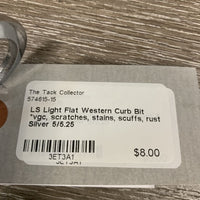 The Tack Collector
574615-15
LS Light Flat Western Curb Bit
*vgc, scratches, stains, scuffs, rust
Silver 5/5.25
$8.00
3ET3A1
3ET3A1